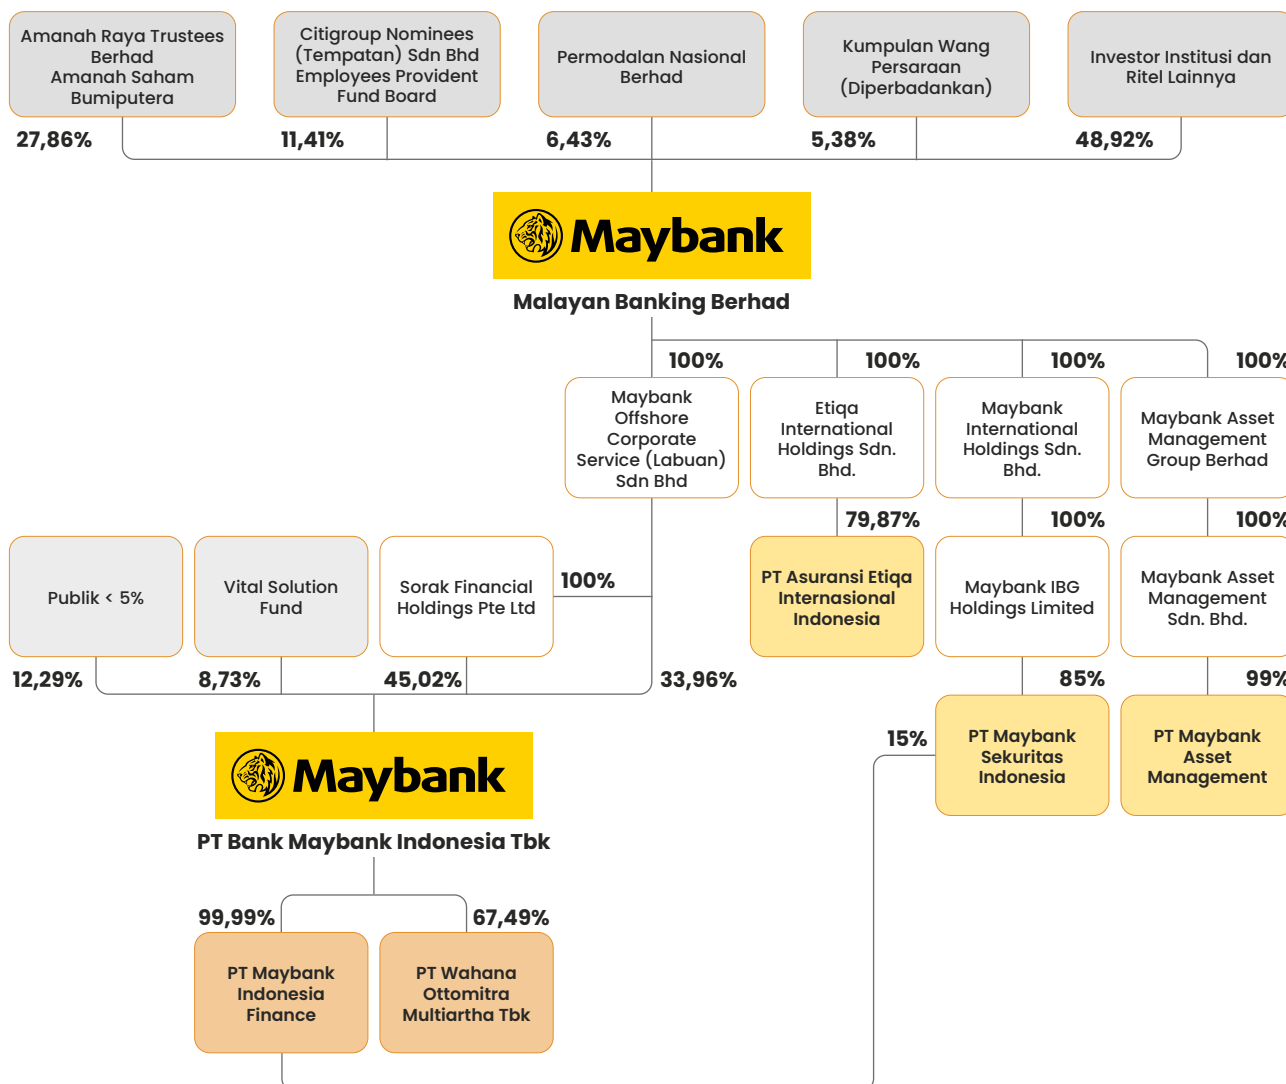 Amanah Raya Trustees
Berhad
Amanah Saham
Bumiputera
Citigroup Nominees
(Tempatan) Sdn Bhd
Employees Provident
Fund Board
Permodalan Nasional
Berhad
Kumpulan Wang
Persaraan
(Diperbadankan)
Investor Institusi dan
Ritel Lainnya
27,86%
11,41%
6,43%
5,38%
48,92%
Maybank
Malayan Banking Berhad
100%
100%
100%
100%
Maybank
Offshore
Corporate
Service (Labuan)
Sdn Bhd
Etiqa
International
Holdings Sdn.
Bhd.
Maybank
International
Holdings Sdn.
Bhd.
Maybank Asset
Management
Group Berhad
79,87%
100%
100%
Publik < 5%
Vital Solution
Fund
Sorak Financial
Holdings Pte Ltd
100%
PT Asuransi Etiqa
Internasional
Indonesia
Maybank IBG
Holdings Limited
Maybank Asset
Management
Sdn. Bhd.
12,29%
8,73%
45,02%
33,96%
85%
99%
15%
PT Maybank
Sekuritas
Indonesia
PT Maybank
Asset
Management
Maybank
PT Bank Maybank Indonesia Tbk
99,99%
67,49%
PT Maybank
Indonesia
Finance
PT Wahana
Ottomitra
Multiartha Tbk